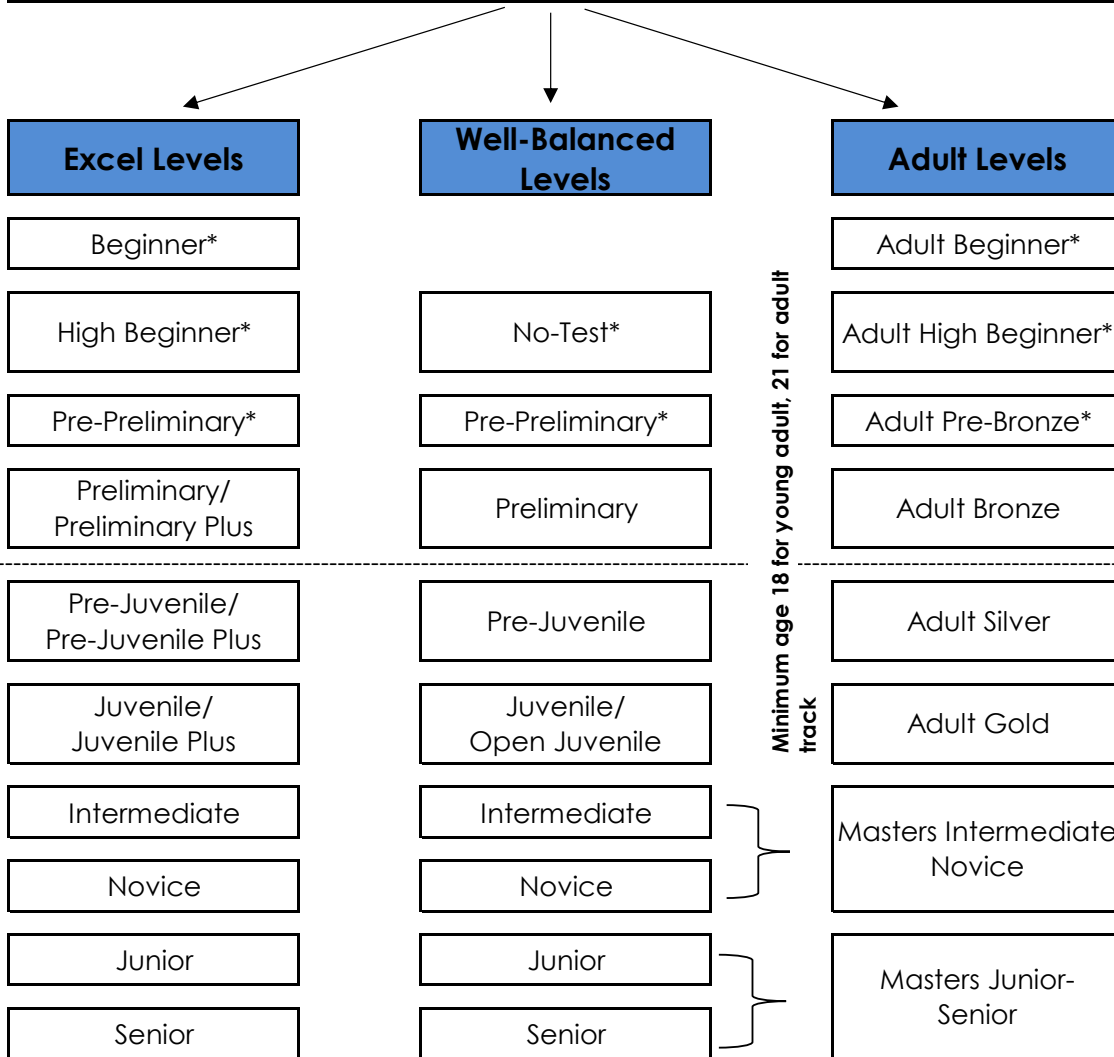 Excel Levels
Well-Balanced
Levels
Adult Levels
Beginner*
Adult Beginner*
High Beginner*
No-Test*
Adult High Beginner*
Pre-Preliminary*
Pre-Preliminary*
Adult Pre-Bronze*
Preliminary/
Preliminary Plus
Preliminary
Adult Bronze
Minimum age 18 for young adult, 21 for adult
track
Pre-Juvenile/
Pre-Juvenile Plus
Pre-Juvenile
Adult Silver
Juvenile/
Juvenile Plus
Juvenile/
Open Juvenile
Adult Gold
Intermediate
Intermediate
Masters Intermediate
Novice
Novice
Novice
Junior
Junior
Masters Junior-
Senior
Senior
Senior